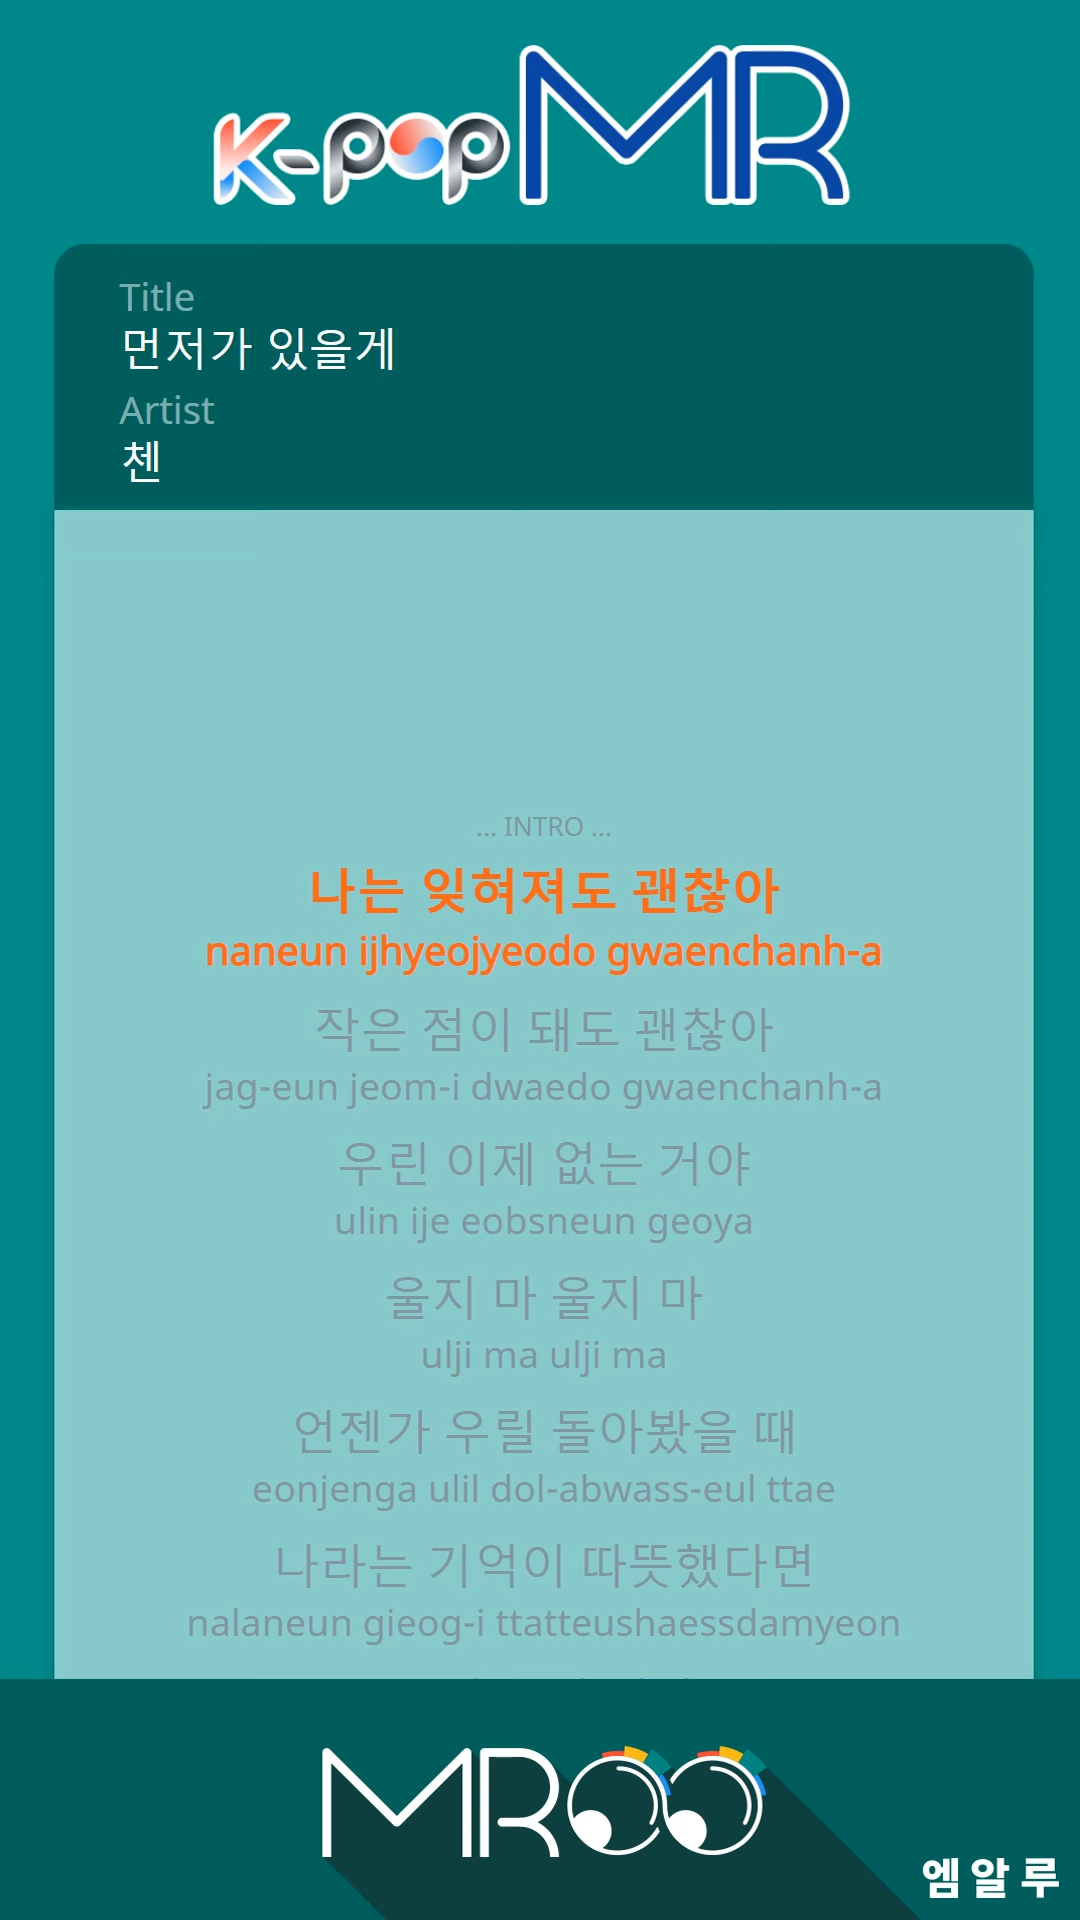 K-pop MR
Title
먼저가 있을게
Artist
첸
... INTRO ...
나는 잊혀져도 괜찮아
naneun ijhyeojyeodo gwaenchanh-a
작은 점이 돼도 괜찮아
jag-eun jeom-i dwaedo gwaenchanh-a
우린 이제 없는 거야
ulin ije eobsneun geoya
울지 마 울지 마
ulji ma ulji ma
언젠가 우릴 돌아봤을 때
eonjenga ulil dol-abwass-eul ttae
나라는 기억이 따뜻했다면
nalaneun gieog-i ttatteushaessdamyeon
MROO
엠알루